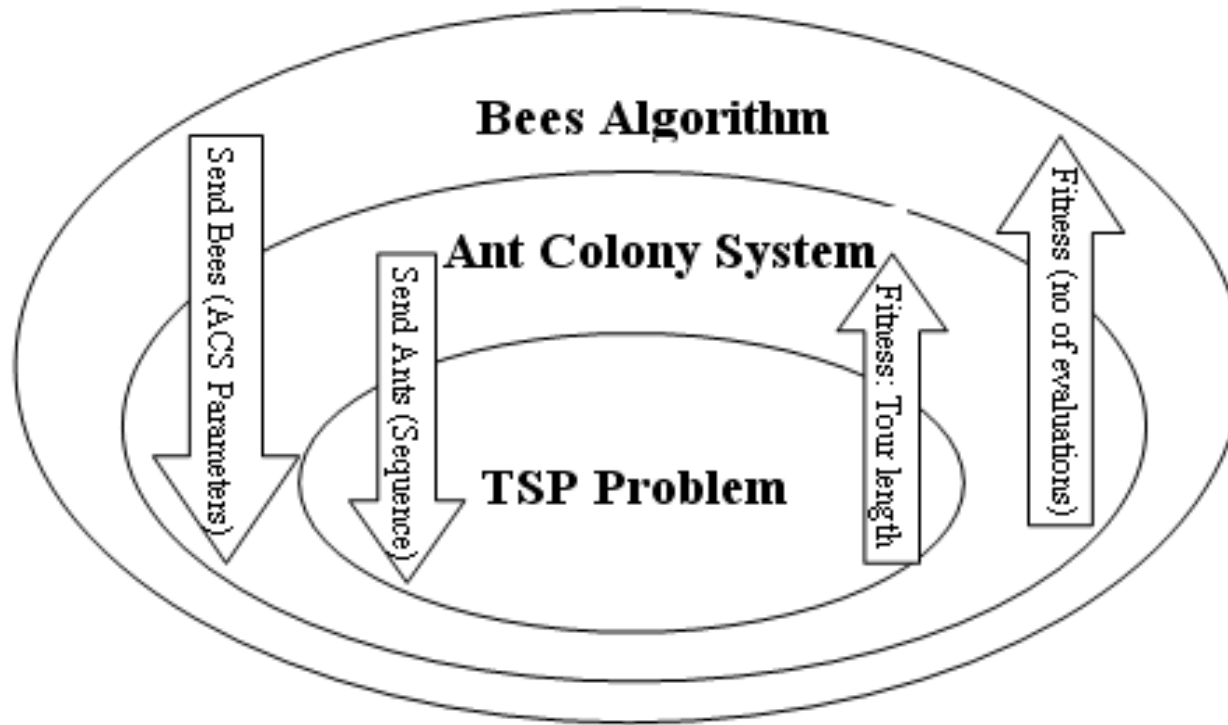 Bees Algorithm
Send Bees (ACS Parameters)
Fitness (no of evaluations)
Ant Colony System
Send Ants (Sequence)
Fitness: Tour length
TSP Problem